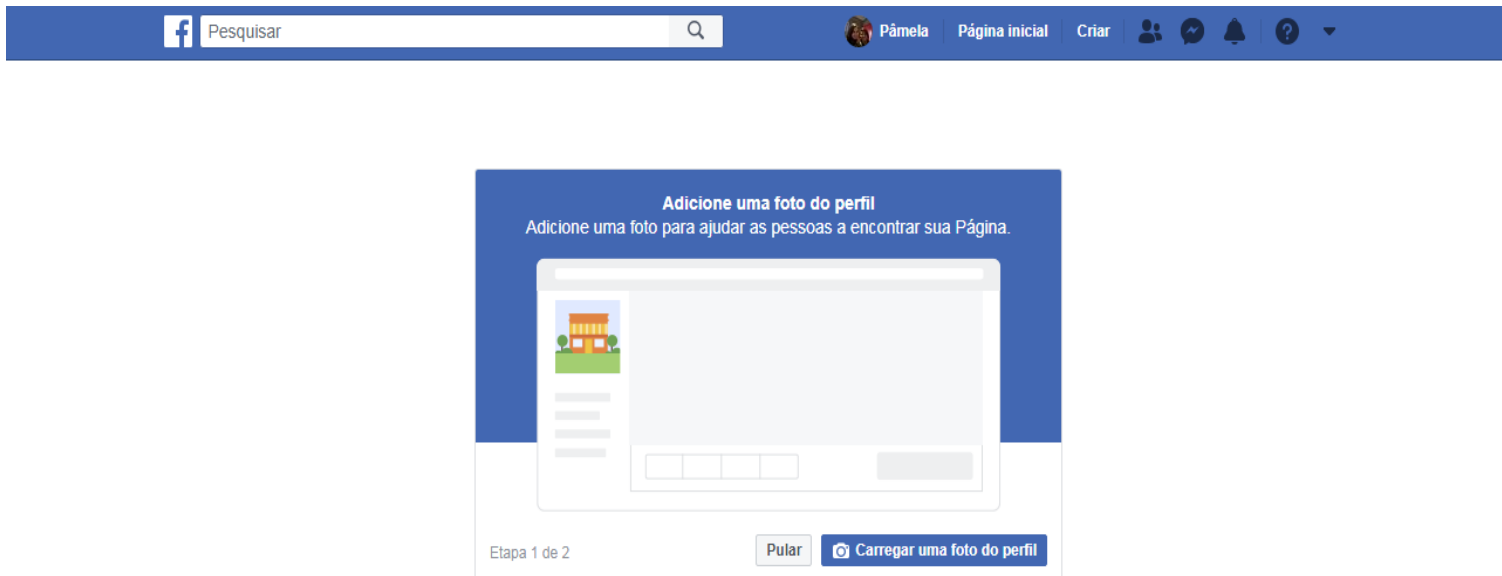 f Pesquisar Pâmela Página inicial Criar ?
Adicione uma foto do perfil
Adicione uma foto para ajudar as pessoas a encontrar sua Página.
Etapa 1 de 2 Pular Carregar uma foto do perfil